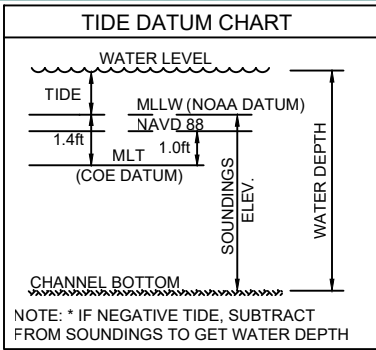 TIDE DATUM CHART
WATER LEVEL
TIDE
MLLW (NOAA DATUM)
NAVD 88
1.4ft
1.0ft
MLT
(COE DATUM)
SOUNDINGS
ELEV.
WATER DEPTH
CHANNEL BOTTOM
NOTE: * IF NEGATIVE TIDE, SUBTRACT
FROM SOUNDINGS TO GET WATER DEPTH